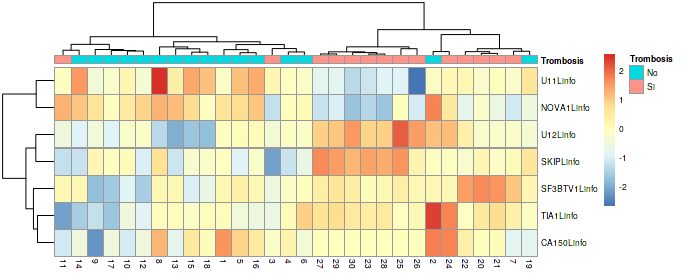 Trombosis
U11Linfo
NOVA1Linfo
U12Linfo
SKIPLinfo
SF3BTV1Linfo
TIA1Linfo
CA150Linfo
11 14 9 17 10 12 8 13 15 18 1 5 16 3 4 6 27 29 30 23 28 25 26 2 24 22 20 21 7 19
2
1
0
-1
-2
Trombosis
No
SI